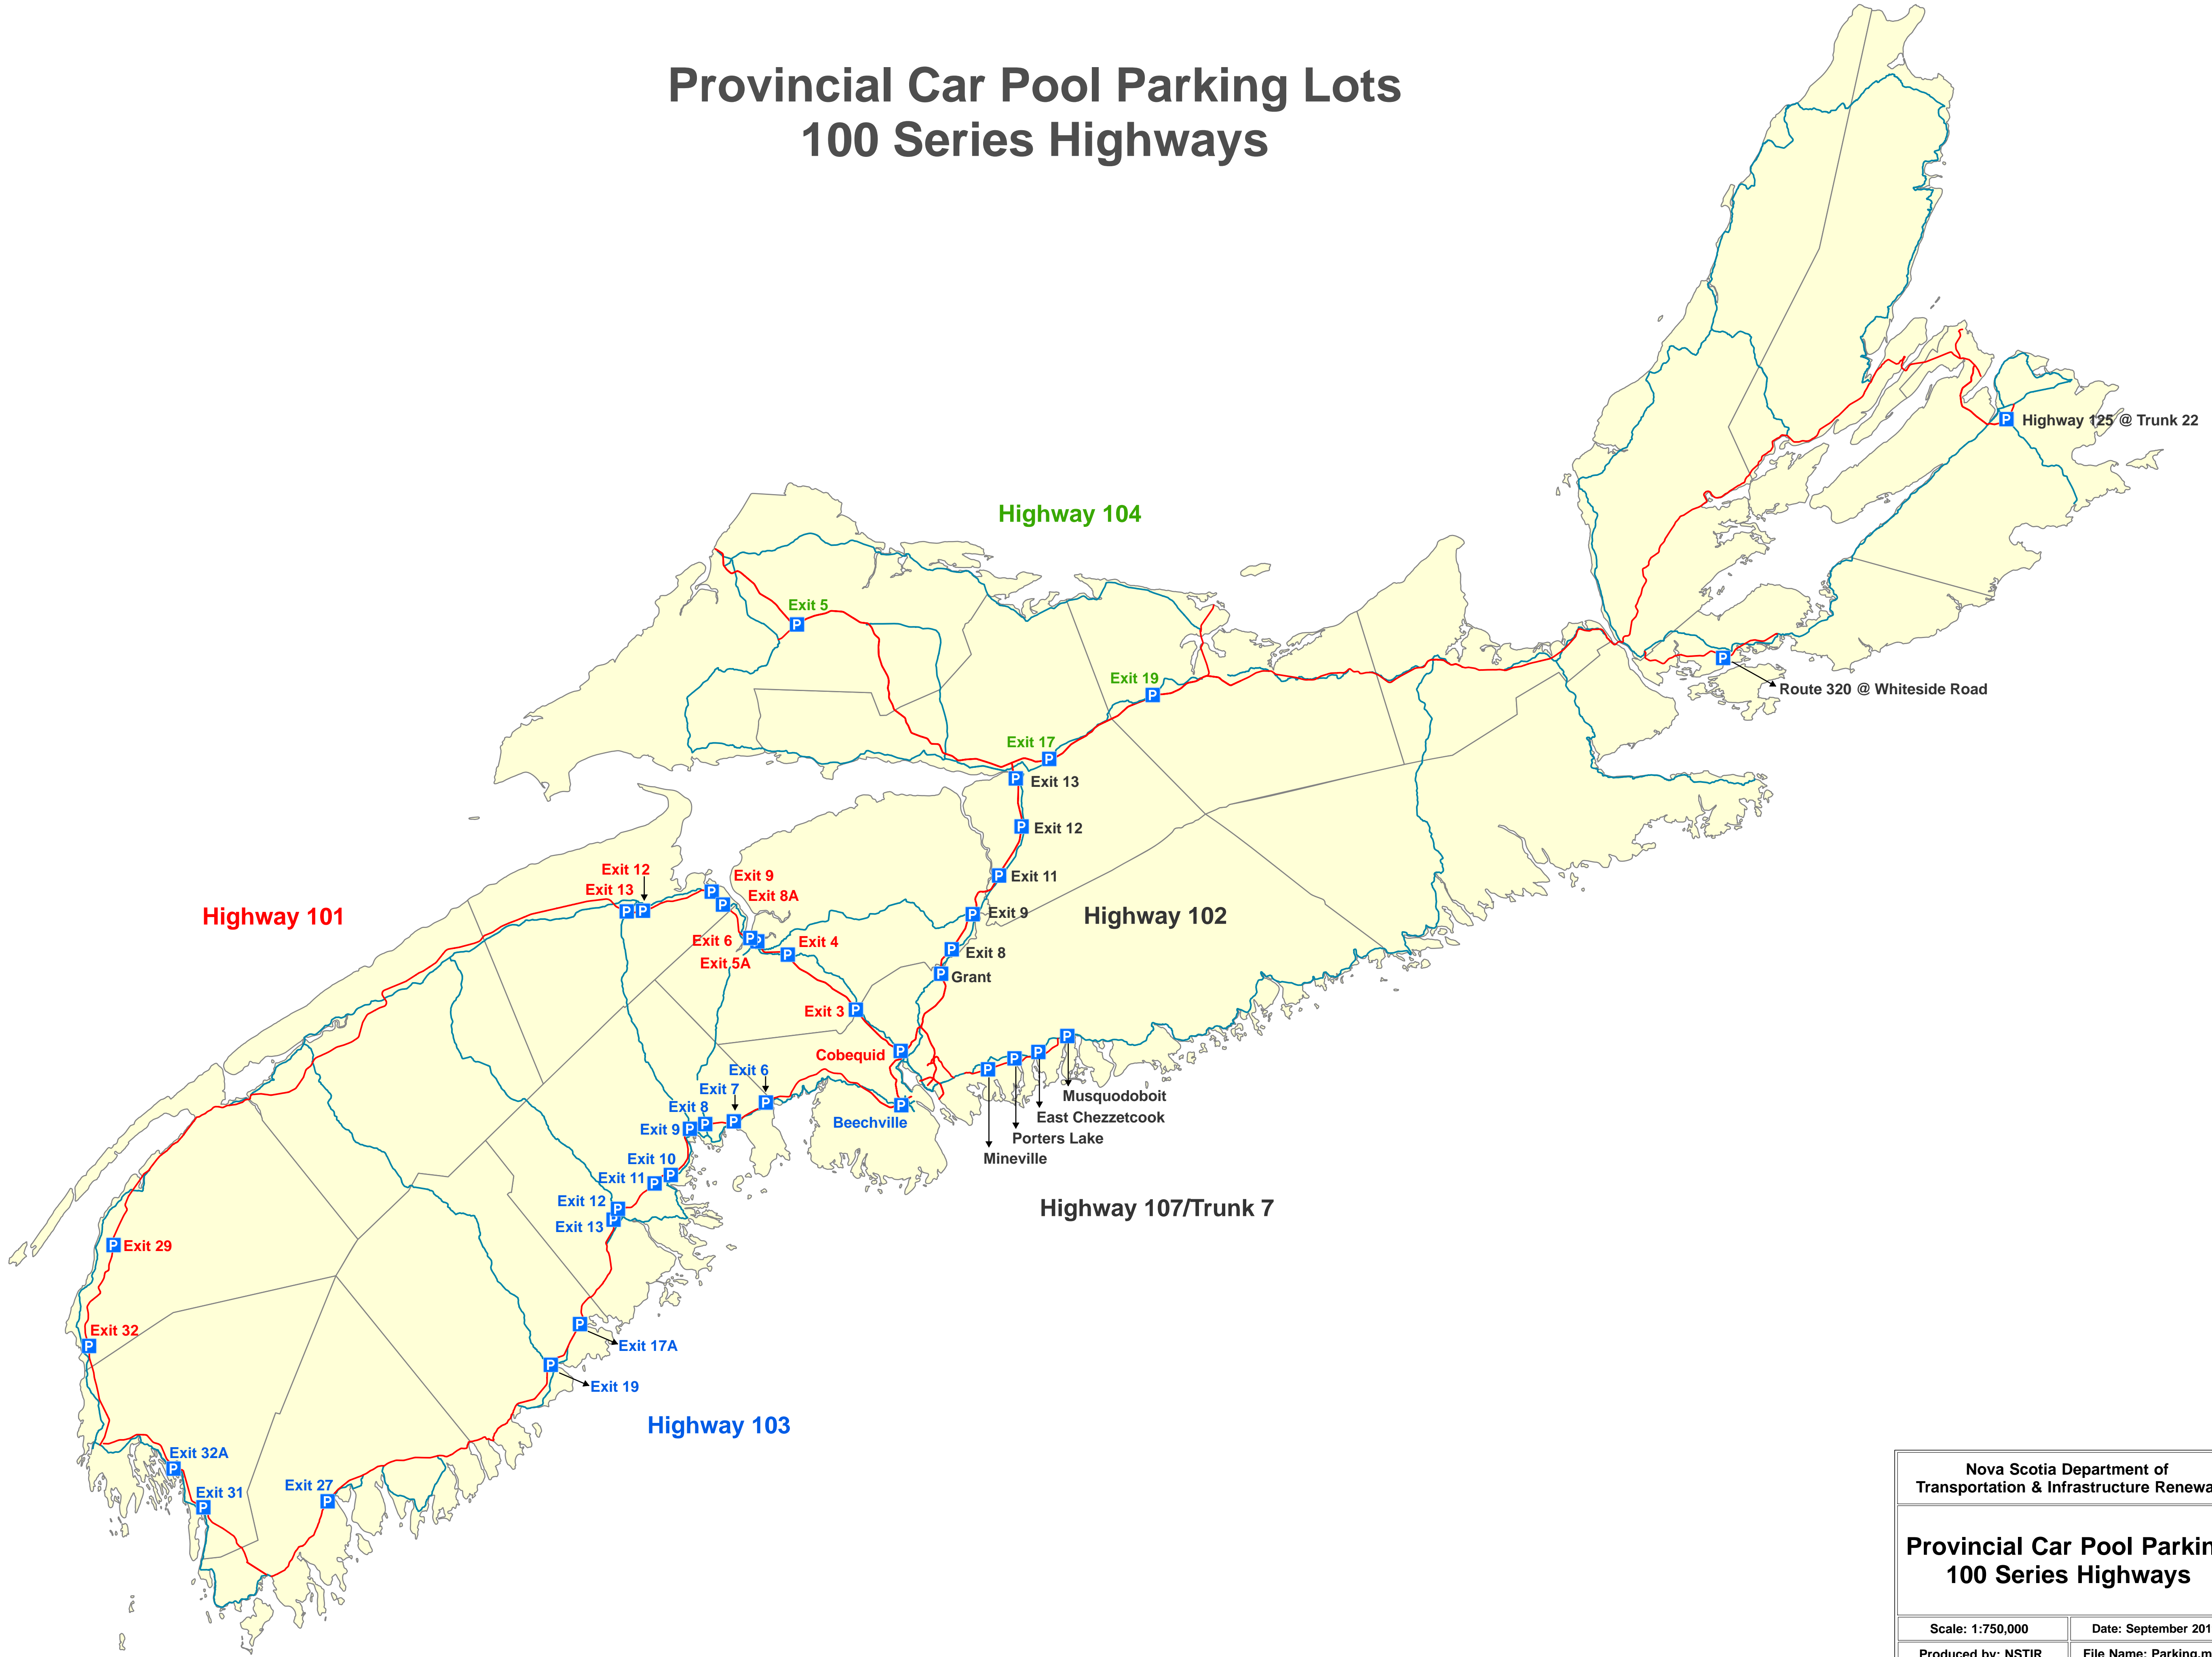 Provincial Car Pool Parking Lots
100 Series Highways
Highway 125 @ Trunk 22
Highway 104
Exit 5
Exit 19
Route 320 @ Whiteside Road
Exit 17
Exit 13
Exit 12
Exit 11
Exit 9
Highway 102
Exit 8
Grant
Highway 101
Exit 12
Exit 13
Exit 9
Exit 8A
Exit 6
Exit 5A
Exit 4
Exit 3
Cobequid
Exit 29
Exit 32
Exit 6
Exit 7
Exit 8
Exit 9
Beechville
Exit 10
Exit 11
Exit 12
Exit 13
Musquodoboit
East Chezzetcook
Porters Lake
Mineville
Highway 107/Trunk 7
Exit 17A
Exit 19
Highway 103
Exit 32A
Exit 31
Exit 27
Nova Scotia Department of
Transportation & Infrastructure Renewa
Provincial Car Pool Parkin
100 Series Highways
Scale: 1:750,000
Date: September 201
Produced by: NSTIR
File Name: Parking.m